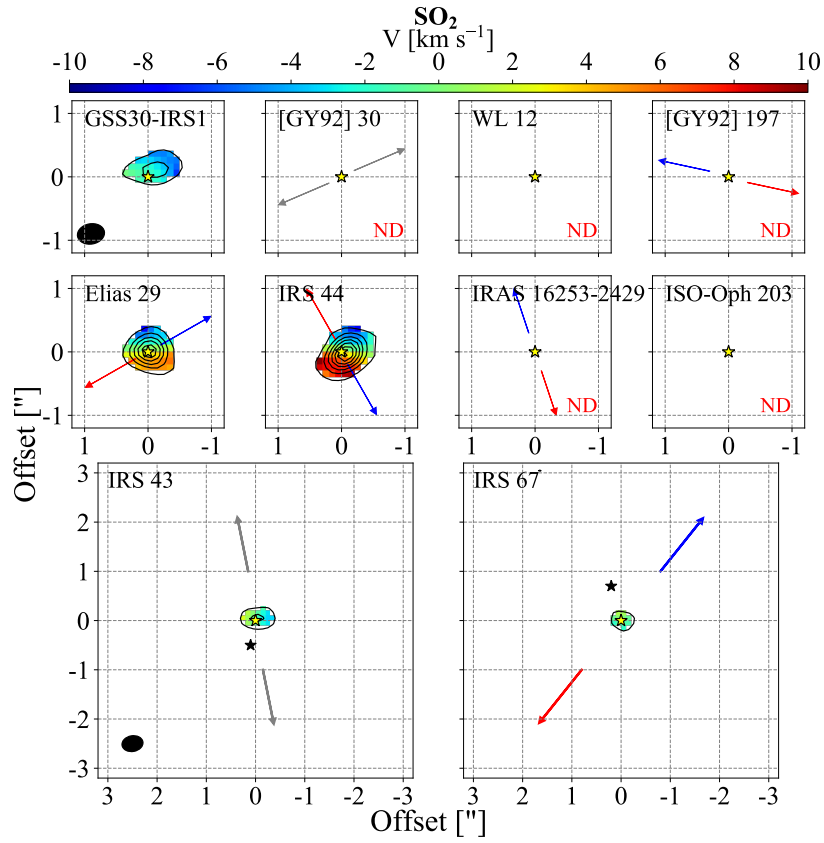 SO₂
V [km s⁻¹]
-10 -8 -6 -4 -2 0 2 4 6 8 10
GSS30-IRS1 [GY92] 30 WL 12 [GY92] 197
1
0
-1
ND ND ND
Elias 29 IRS 44 IRAS 16253-2429 ISO-Oph 203
1
0
-1
ND ND
1 0 -1 1 0 -1 1 0 -1 1 0 -1
Offset ["]
IRS 43 IRS 67
3
2
1
0
-1
-2
-3
3 2 1 0 -1 -2 -3 3 2 1 0 -1 -2 -3
Offset ["]